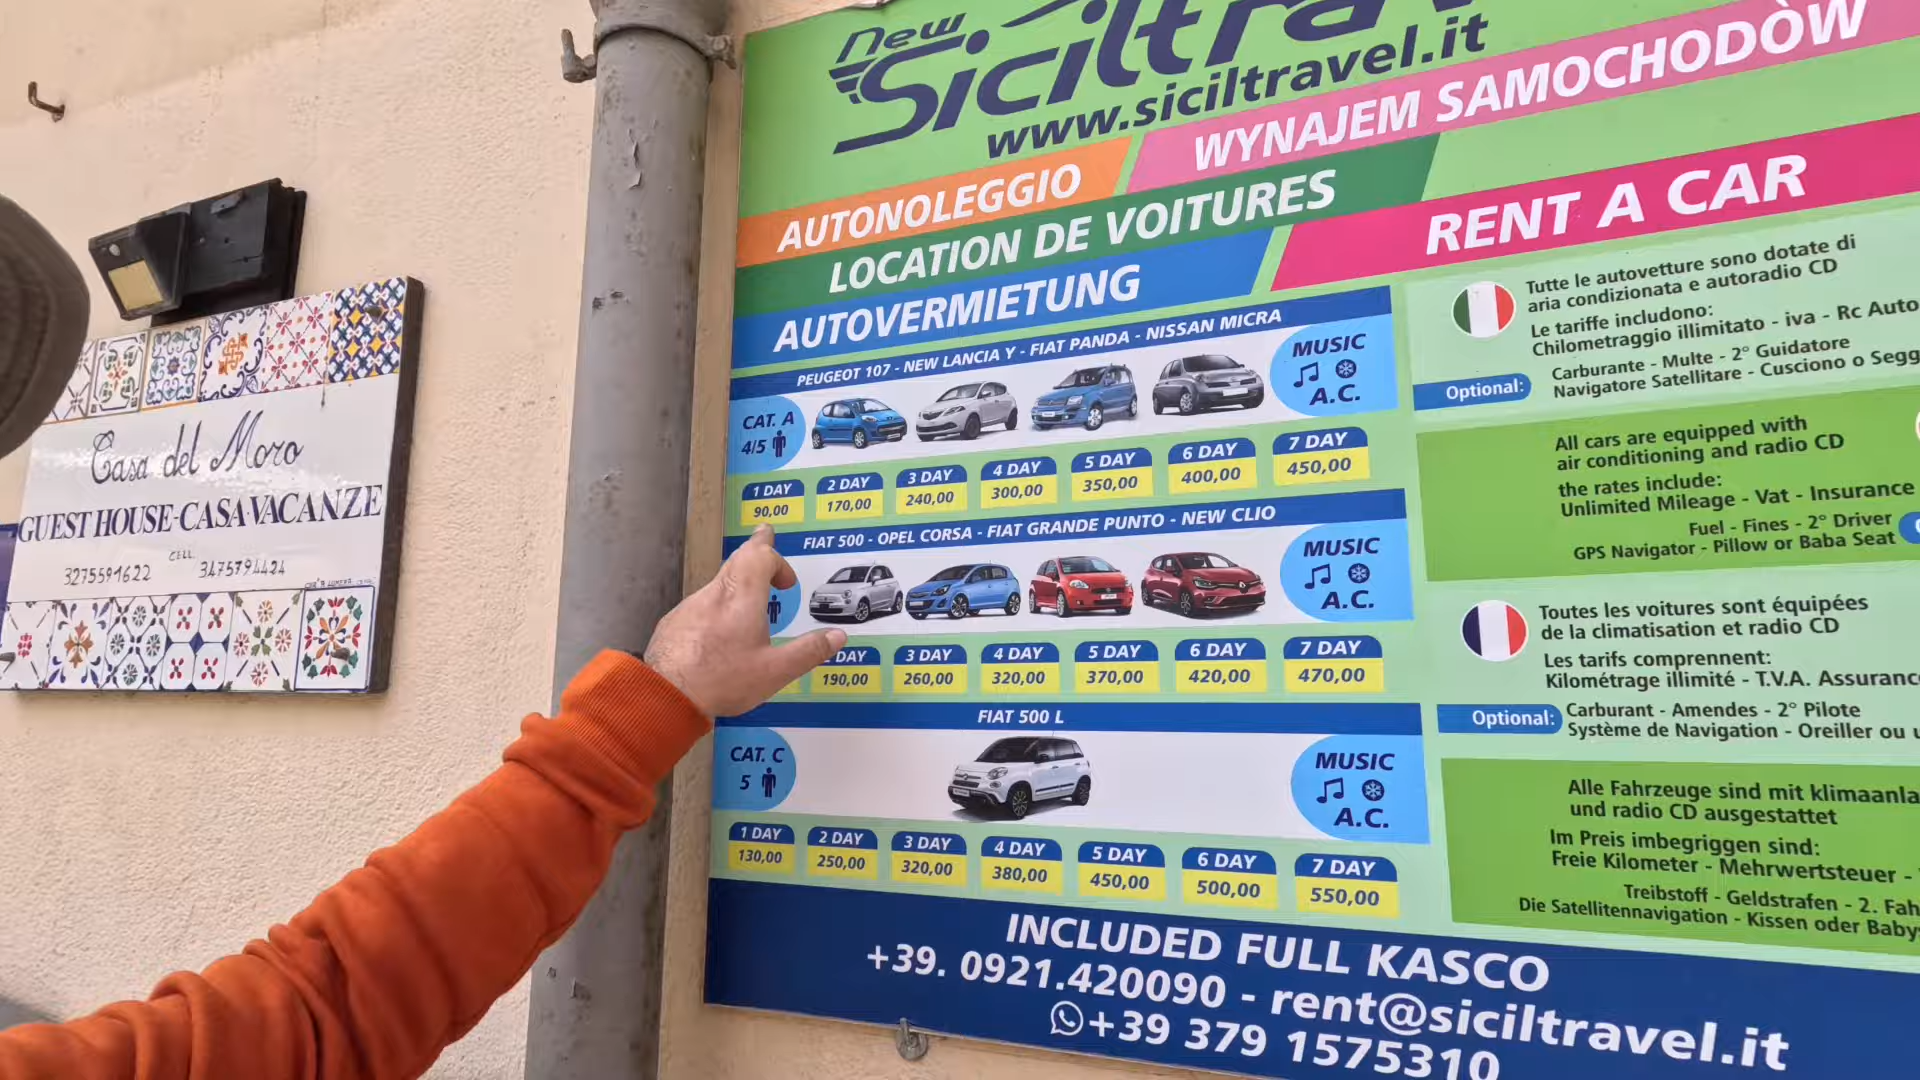 Casa del Moro
GUEST HOUSE-CASA VACANZE
CELL.
3275591622 3475794424
new
Siciltrav
www.siciltravel.it
WYNAJEM SAMOCHODÒW
AUTONOLEGGIO
LOCATION DE VOITURES
RENT A CAR
AUTOVERMIETUNG
PEUGEOT 107 - NEW LANCIA Y - FIAT PANDA - NISSAN MICRA
CAT. A
4/5
MUSIC
A.C.
1 DAY 2 DAY 3 DAY 4 DAY 5 DAY 6 DAY 7 DAY
90,00 170,00 240,00 300,00 350,00 400,00 450,00
FIAT 500 - OPEL CORSA - FIAT GRANDE PUNTO - NEW CLIO
MUSIC
A.C.
DAY 3 DAY 4 DAY 5 DAY 6 DAY 7 DAY
190,00 260,00 320,00 370,00 420,00 470,00
FIAT 500 L
CAT. C
5
MUSIC
A.C.
1 DAY 2 DAY 3 DAY 4 DAY 5 DAY 6 DAY 7 DAY
130,00 250,00 320,00 380,00 450,00 500,00 550,00
Tutte le autovetture sono dotate di
aria condizionata e autoradio CD
Le tariffe includono:
Chilometraggio illimitato - iva - Rc Auto
Optional:
Carburante - Multe - 2° Guidatore
Navigatore Satellitare - Cusciono o Segg
All cars are equipped with
air conditioning and radio CD
the rates include:
Unlimited Mileage - Vat - Insurance
Fuel - Fines - 2° Driver
GPS Navigator - Pillow or Baba Seat
Toutes les voitures sont équipées
de la climatisation et radio CD
Les tarifs comprennent:
Kilométrage illimité - T.V.A. Assuranc
Optional:
Carburant - Amendes - 2° Pilote
Système de Navigation - Oreiller ou
Alle Fahrzeuge sind mit klimaanla
und radio CD ausgestattet
Im Preis imbegriggen sind:
Freie Kilometer - Mehrwertsteuer -
Treibstoff - Geldstrafen - 2. Fah
Die Satellitennavigation - Kissen oder Baby
INCLUDED FULL KASCO
+39. 0921.420090 - rent@siciltravel.it
+39 379 1575310